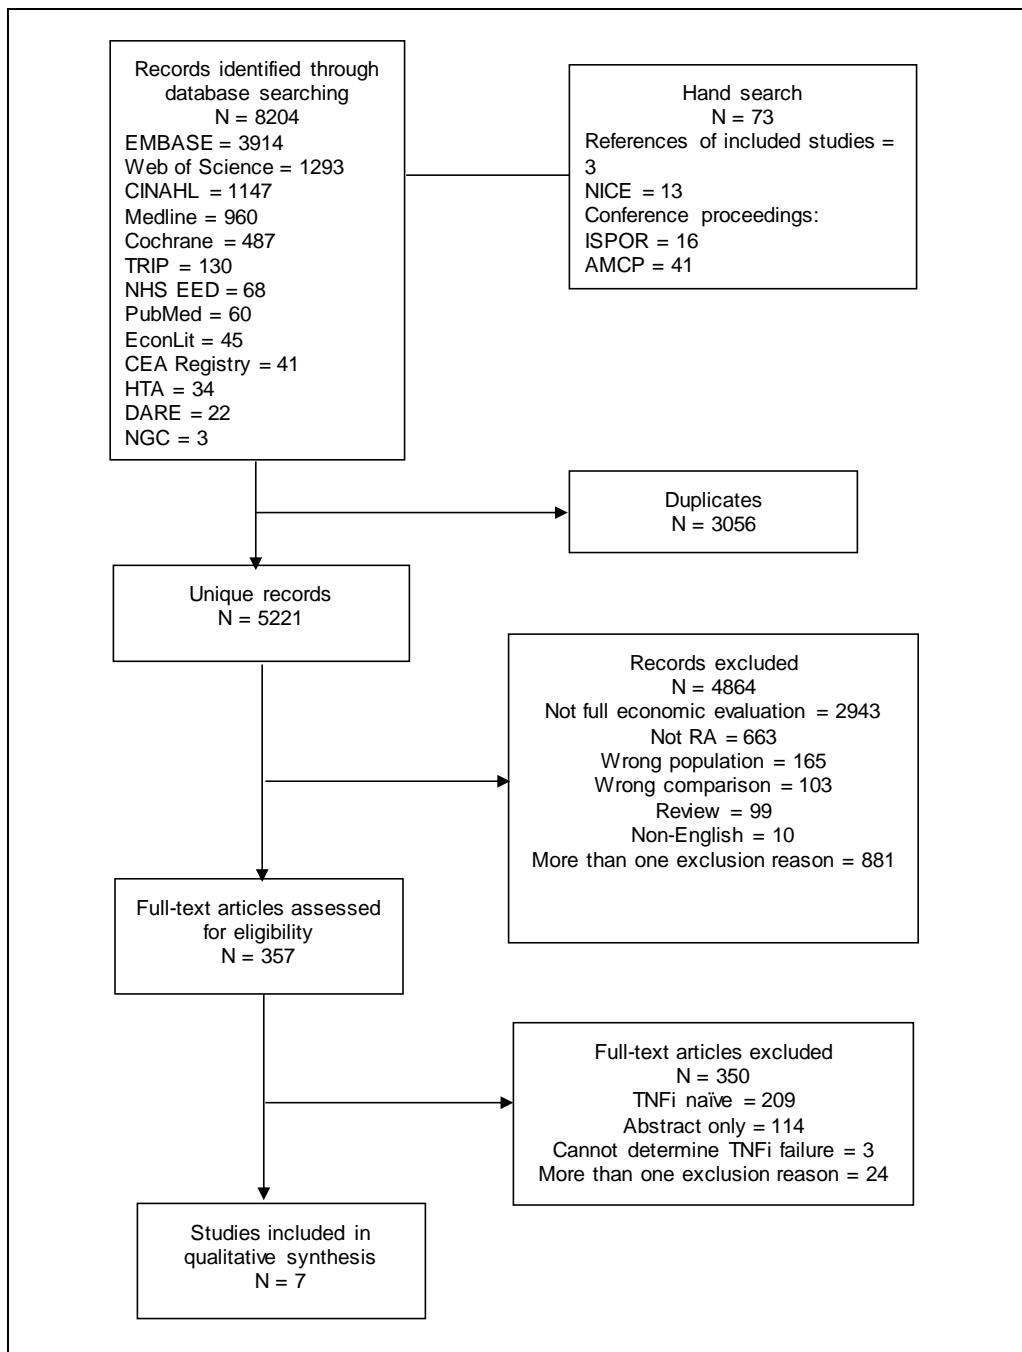 Records identified through
database searching
N = 8204
EMBASE = 3914
Web of Science = 1293
CINAHL = 1147
Medline = 960
Cochrane = 487
TRIP = 130
NHS EED = 68
PubMed = 60
EconLit = 45
CEA Registry = 41
HTA = 34
DARE = 22
NGC = 3
Hand search
N = 73
References of included studies =
3
NICE = 13
Conference proceedings:
ISPOR = 16
AMCP = 41
Duplicates
N = 3056
Unique records
N = 5221
Records excluded
N = 4864
Not full economic evaluation = 2943
Not RA = 663
Wrong population = 165
Wrong comparison = 103
Review = 99
Non-English = 10
More than one exclusion reason = 881
Full-text articles assessed
for eligibility
N = 357
Full-text articles excluded
N = 350
TNFi naïve = 209
Abstract only = 114
Cannot determine TNFi failure = 3
More than one exclusion reason = 24
Studies included in
qualitative synthesis
N = 7